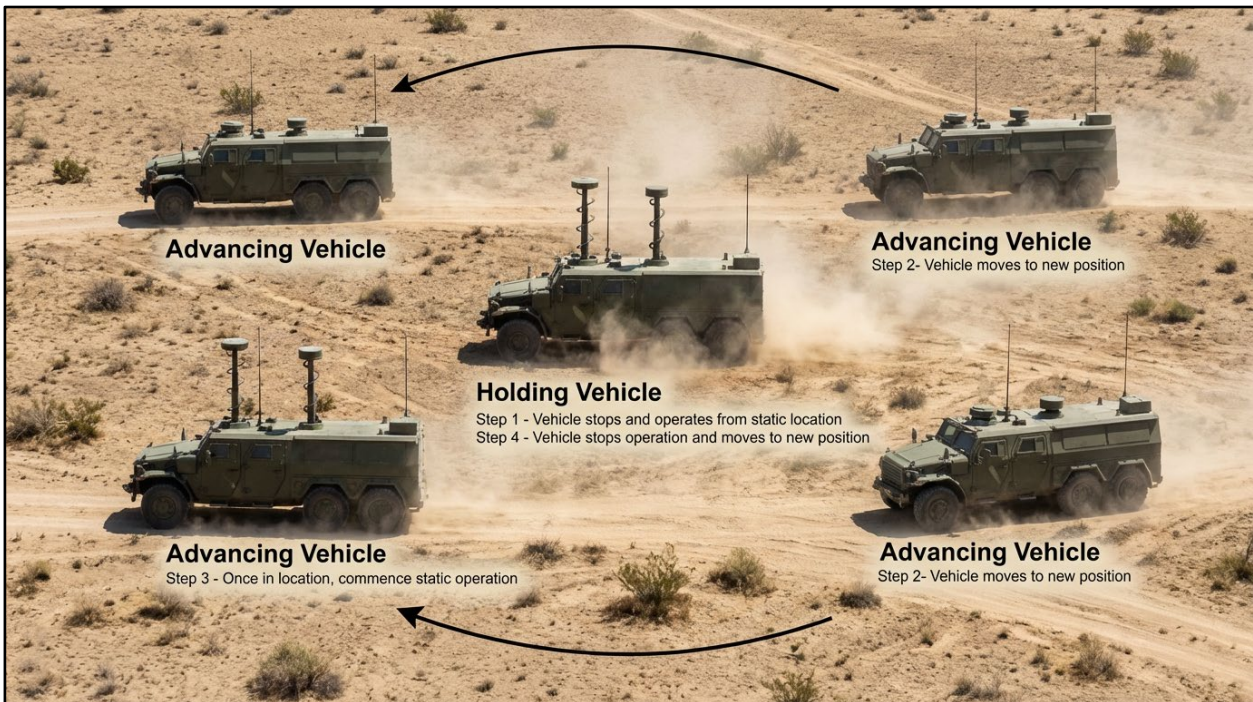 Advancing Vehicle
Advancing Vehicle
Step 2- Vehicle moves to new position
Holding Vehicle
Step 1 - Vehicle stops and operates from static location
Step 4 - Vehicle stops operation and moves to new position
Advancing Vehicle
Step 3 - Once in location, commence static operation
Advancing Vehicle
Step 2- Vehicle moves to new position